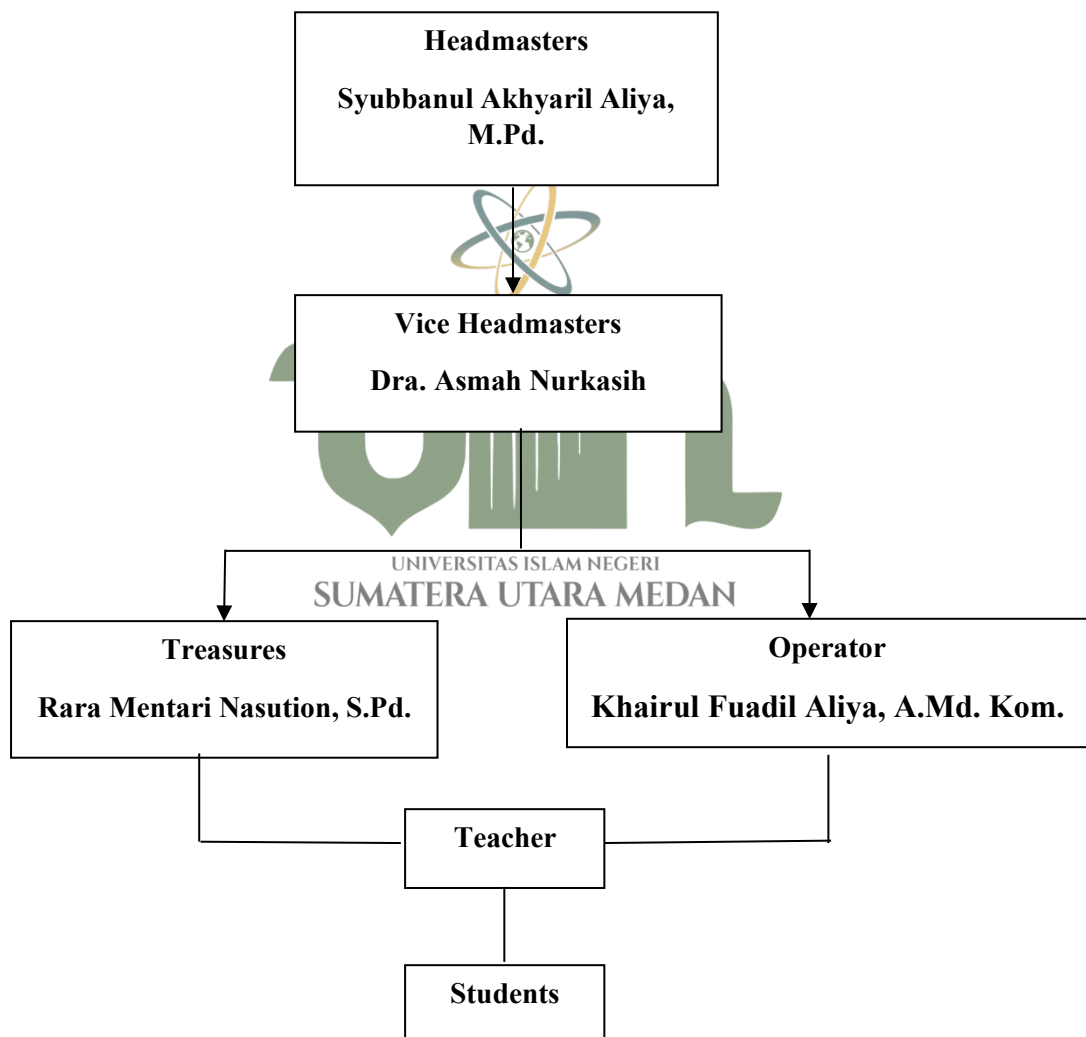 Headmasters
Syubbanul Akhyaril Aliya,
M.Pd.
Vice Headmasters
Dra. Asmah Nurkasih
UNIVERSITAS ISLAM NEGERI
SUMATERA UTARA MEDAN
Treasures
Rara Mentari Nasution, S.Pd.
Operator
Khairul Fuadil Aliya, A.Md. Kom.
Teacher
Students